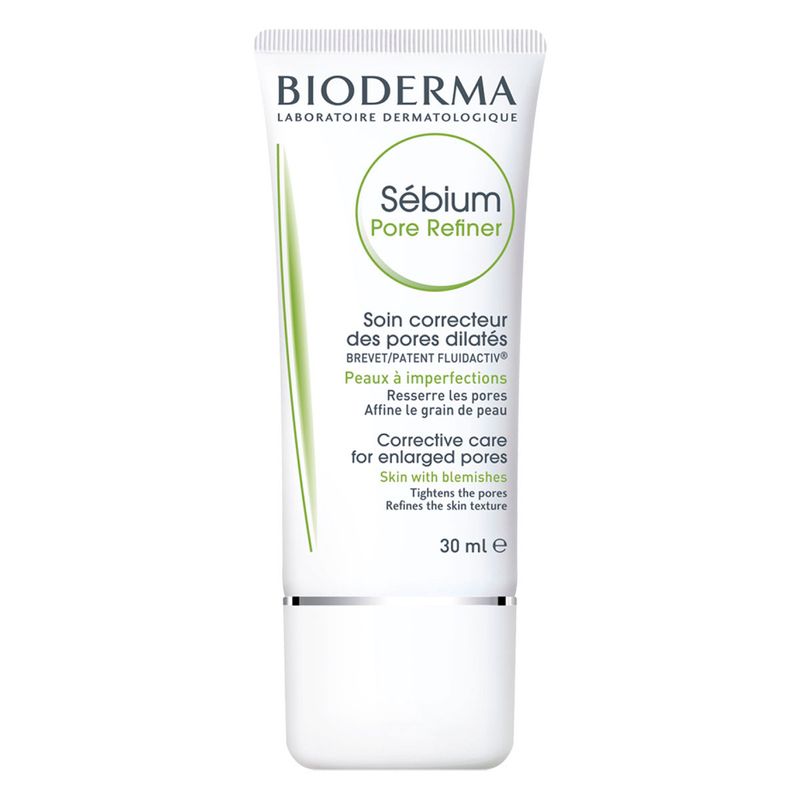 BIODERMA
LABORATOIRE DERMATOLOGIQUE
Sébium
Pore Refiner
Soin correcteur
des pores dilatés
BREVET/PATENT FLUIDACTIV®
Peaux à imperfections
Resserre les pores
Affine le grain de peau
Corrective care
for enlarged pores
Skin with blemishes
Tightens the pores
Refines the skin texture
30 ml ℮